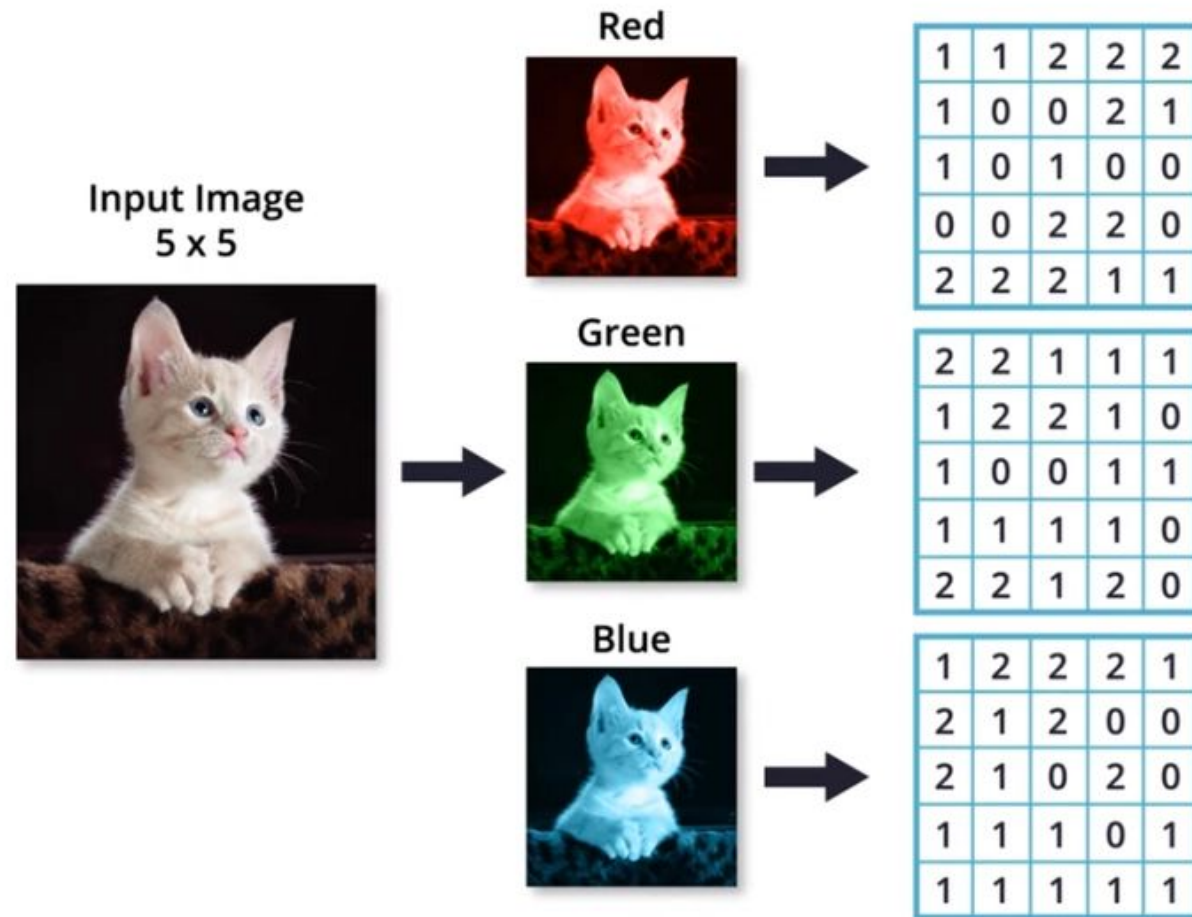 Input Image
5 x 5
Red
1 1 2 2 2
1 0 0 2 1
1 0 1 0 0
0 0 2 2 0
2 2 2 1 1
Green
2 2 1 1 1
1 2 2 1 0
1 0 0 1 1
1 1 1 1 0
2 2 1 2 0
Blue
1 2 2 2 1
2 1 2 0 0
2 1 0 2 0
1 1 1 0 1
1 1 1 1 1